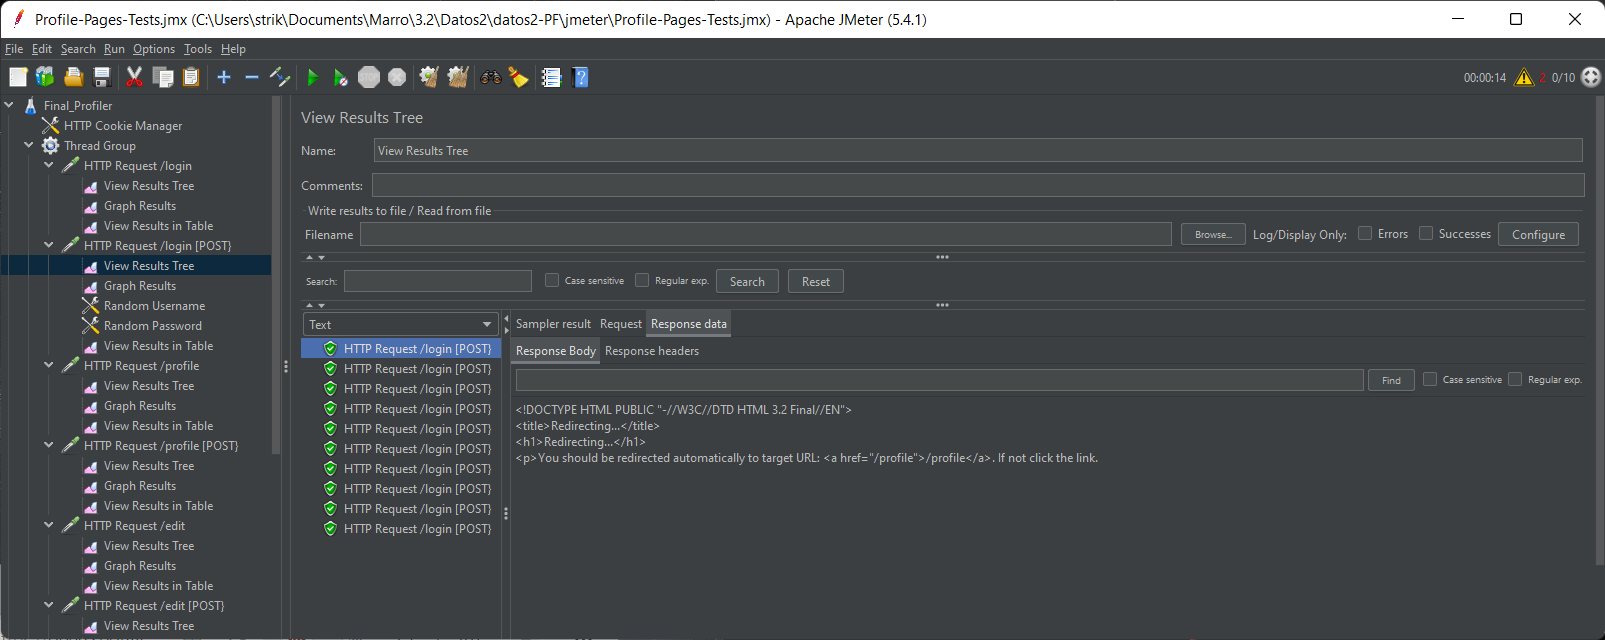 Profile-Pages-Tests.jmx (C:\Users\strik\Documents\Marro\3.2\Datos2\datos2-PF\jmeter\Profile-Pages-Tests.jmx) - Apache JMeter (5.4.1)
File Edit Search Run Options Tools Help
STOP 00:00:14 2 0/10
Final_Profiler
HTTP Cookie Manager
Thread Group
HTTP Request /login
View Results Tree
Graph Results
View Results in Table
HTTP Request /login [POST}
View Results Tree
Graph Results
Random Username
Random Password
View Results in Table
HTTP Request /profile
View Results Tree
Graph Results
View Results in Table
HTTP Request /profile [POST}
View Results Tree
Graph Results
View Results in Table
HTTP Request /edit
View Results Tree
Graph Results
View Results in Table
HTTP Request /edit [POST}
View Results Tree
View Results Tree
Name: View Results Tree
Comments:
Write results to file / Read from file
Filename Browse... Log/Display Only: Errors Successes Configure
Search: Case sensitive Regular exp. Search Reset
Text
HTTP Request /login [POST}
HTTP Request /login [POST}
HTTP Request /login [POST}
HTTP Request /login [POST}
HTTP Request /login [POST}
HTTP Request /login [POST}
HTTP Request /login [POST}
HTTP Request /login [POST}
HTTP Request /login [POST}
HTTP Request /login [POST}
Sampler result Request Response data
Response Body Response headers
Find Case sensitive Regular exp.
<!DOCTYPE HTML PUBLIC "-//W3C//DTD HTML 3.2 Final//EN">
<title>Redirecting...</title>
<h1>Redirecting...</h1>
<p>You should be redirected automatically to target URL: <a href="/profile">/profile</a>. If not click the link.